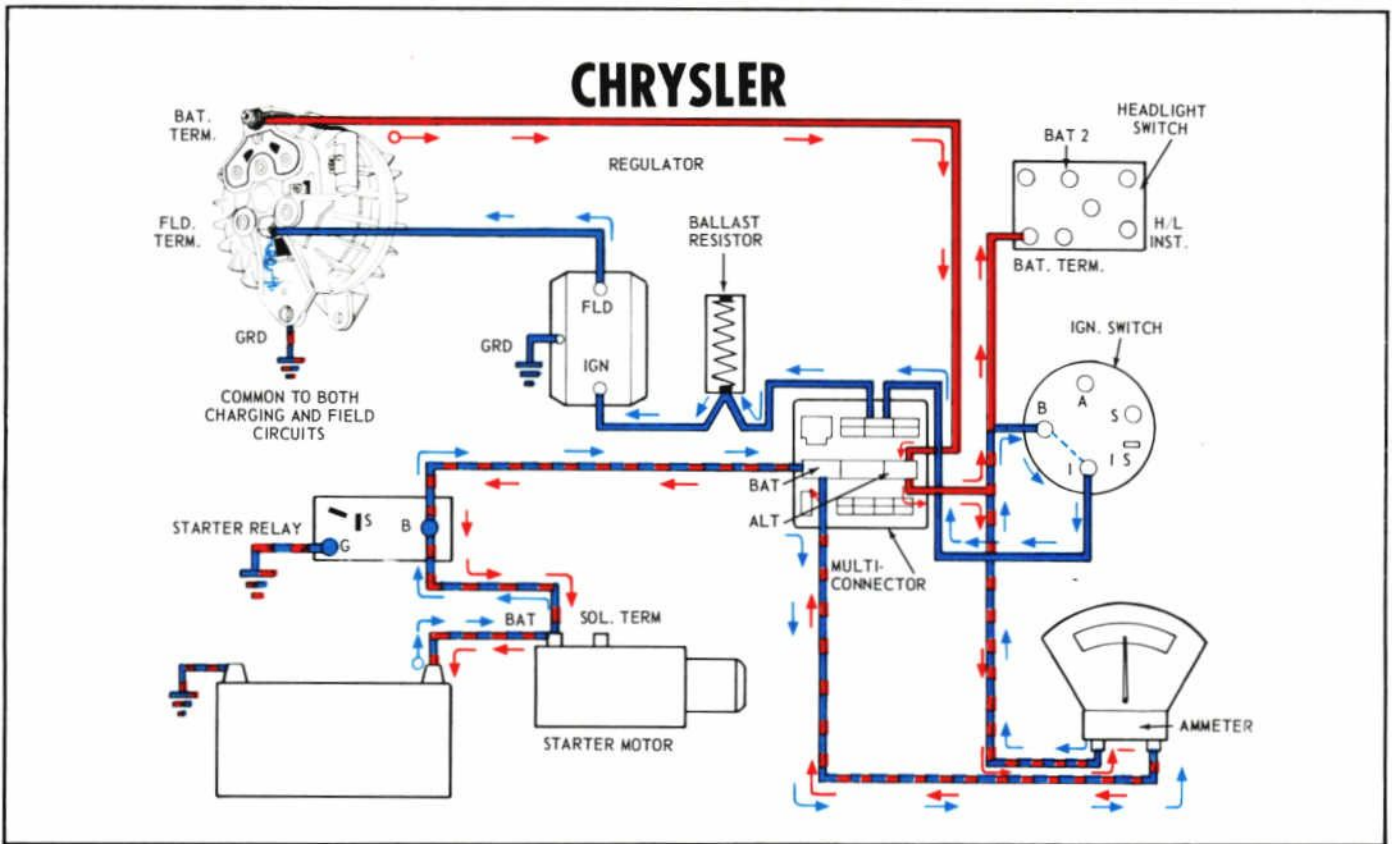 CHRYSLER
BAT.
TERM.
REGULATOR
HEADLIGHT
SWITCH
BAT 2
FLD.
TERM.
BALLAST
RESISTOR
H/L
INST.
BAT. TERM.
FLD
GRD
GRD
IGN
IGN. SWITCH
COMMON TO BOTH
CHARGING AND FIELD
CIRCUITS
A
B
S
I
I S
BAT
ALT
STARTER RELAY
S
B
G
MULTI-
CONNECTOR
BAT
SOL. TERM
STARTER MOTOR
AMMETER